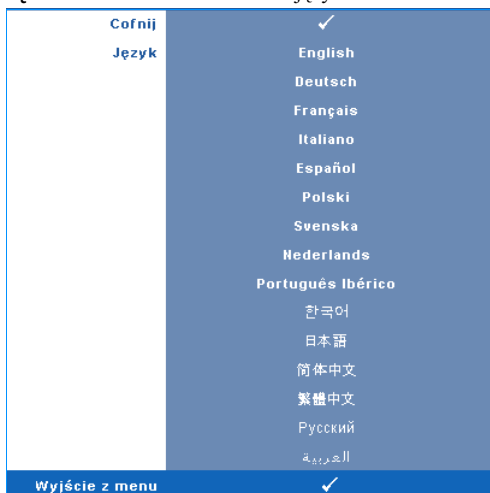 Cofnij ✓
Język English
Deutsch
Français
Italiano
Español
Polski
Svenska
Nederlands
Português Ibérico
한국어
日本語
简体中文
繁體中文
Русский
العربية
Wyjście z menu ✓